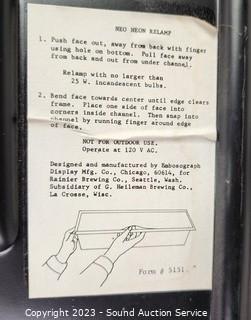 NEO NEON RELAMP
1. Push face out, away from back with finger
using hole on bottom. Pull face away
from back and out from under channel.
Relamp with no larger than
25 W. incandescent bulbs.
2. Bend face towards center until edge clears
frame. Place one side of face into
corners inside channel. Then snap into
channel by running finger around edge
of face.
NOT FOR OUTDOOR USE.
Operate at 120 V AC.
Designed and manufactured by Embosograph
Display Mfg. Co., Chicago, 60614, for
Rainier Brewing Co., Seattle, Wash.
Subsidiary of G. Heileman Brewing Co.,
La Crosse, Wisc.
Form # 5151.
Copyright © 2023 - Sound Auction Service